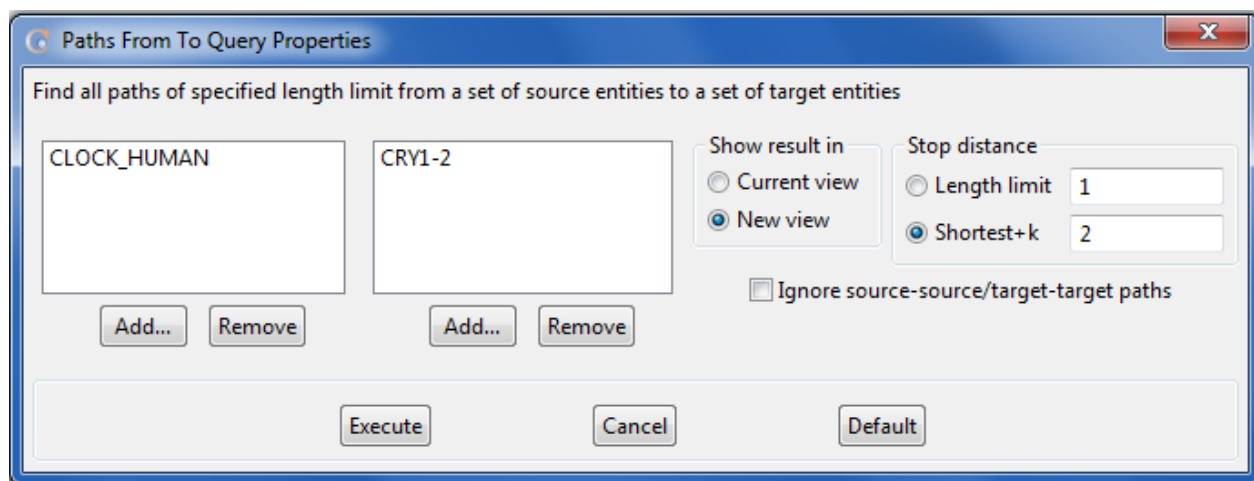 Paths From To Query Properties
Find all paths of specified length limit from a set of source entities to a set of target entities
CLOCK_HUMAN
CRY1-2
Show result in
Current view
New view
Stop distance
Length limit 1
Shortest+k 2
Ignore source-source/target-target paths
Add... Remove Add... Remove
Execute Cancel Default